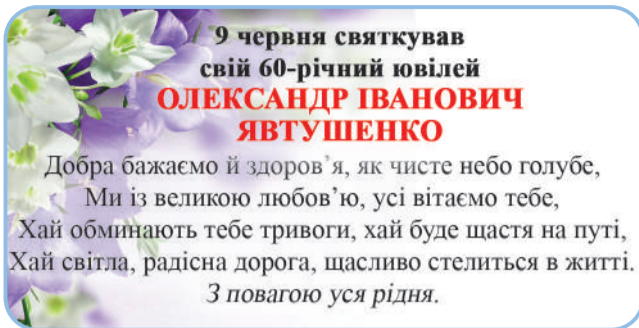 9 червня святкував
свій 60-річний ювілей
ОЛЕКСАНДР ІВАНОВИЧ
ЯВТУШЕНКО
Добра бажаємо й здоров'я, як чисте небо голубе,
Ми із великою любов'ю, усі вітаємо тебе,
Хай обминають тебе тривоги, хай буде щастя на путі,
Хай світла, радісна дорога, щасливо стелиться в житті.
З повагою уся рідня.